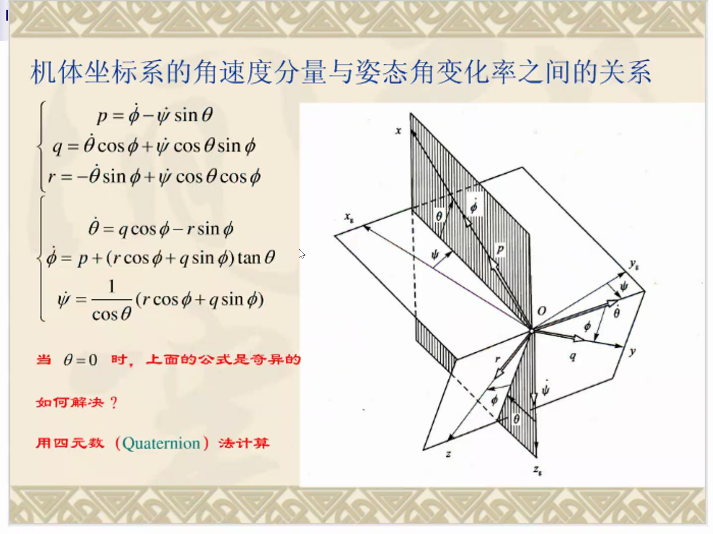 机体坐标系的角速度分量与姿态角变化率之间的关系
p = φ̇ − ψ̇ sin θ
q = θ̇ cos φ + ψ̇ cos θ sin φ
r = −θ̇ sin φ + ψ̇ cos θ cos φ
θ̇ = q cos φ − r sin φ
φ̇ = p + (r cos φ + q sin φ) tan θ
ψ̇ = 1/cos θ (r cos φ + q sin φ)
当 θ = 0 时，上面的公式是奇异的
如何解决？
用四元数（Quaternion）法计算
x
x_g
θ
φ̇
ψ
p
y_g
ψ
O
θ̇
φ
y
q
r
ψ̇
φ
θ
z
z_g